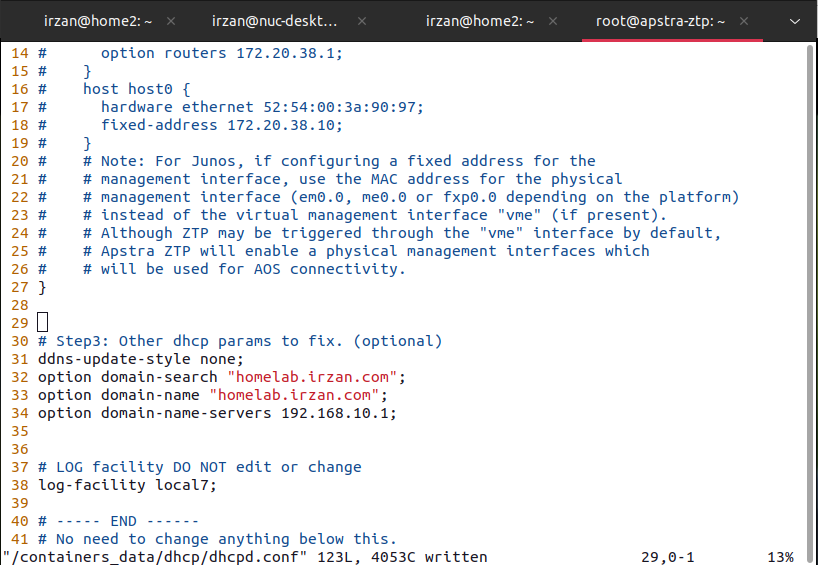 irzan@home2: ~ × irzan@nuc-deskt... × irzan@home2: ~ × root@apstra-ztp: ~ ×
14 #      option routers 172.20.38.1;
15 #    }
16 #    host host0 {
17 #      hardware ethernet 52:54:00:3a:90:97;
18 #      fixed-address 172.20.38.10;
19 #    }
20 #    # Note: For Junos, if configuring a fixed address for the
21 #    # management interface, use the MAC address for the physical
22 #    # management interface (em0.0, me0.0 or fxp0.0 depending on the platform)
23 #    # instead of the virtual management interface "vme" (if present).
24 #    # Although ZTP may be triggered through the "vme" interface by default,
25 #    # Apstra ZTP will enable a physical management interfaces which
26 #    # will be used for AOS connectivity.
27 }
28
29
30 # Step3: Other dhcp params to fix. (optional)
31 ddns-update-style none;
32 option domain-search "homelab.irzan.com";
33 option domain-name "homelab.irzan.com";
34 option domain-name-servers 192.168.10.1;
35
36
37 # LOG facility DO NOT edit or change
38 log-facility local7;
39
40 # ----- END ------
41 # No need to change anything below this.
"/containers_data/dhcp/dhcpd.conf" 123L, 4053C written 29,0-1 13%